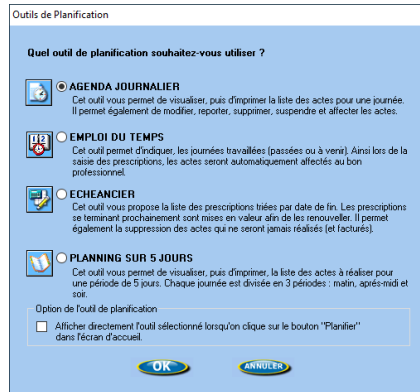 Outils de Planification
Quel outil de planification souhaitez-vous utiliser ?
AGENDA JOURNALIER
Cet outil vous permet de visualiser, puis d'imprimer la liste des actes pour une journée.
Il permet également de modifier, reporter, supprimer, suspendre et affecter les actes.
EMPLOI DU TEMPS
Cet outil permet d'indiquer, les journées travaillées (passées ou à venir). Ainsi lors de la
saisie des prescriptions, les actes seront automatiquement affectés au bon
professionnel.
ECHEANCIER
Cet outil vous propose la liste des prescriptions triées par date de fin. Les prescriptions
se terminant prochainement sont mises en valeur afin de les renouveller. Il permet
également la suppression des actes qui ne seront jamais réalisés (et facturés).
PLANNING SUR 5 JOURS
Cet outil vous permet de visualiser, puis d'imprimer, la liste des actes à réaliser pour
une période de 5 jours. Chaque journée est divisée en 3 périodes : matin, aprés-midi et
soir.
Option de l'outil de planification
Afficher directement l'outil sélectionné lorsqu'on clique sur le bouton "Planifier"
dans l'écran d'accueil.
OK
ANNULER